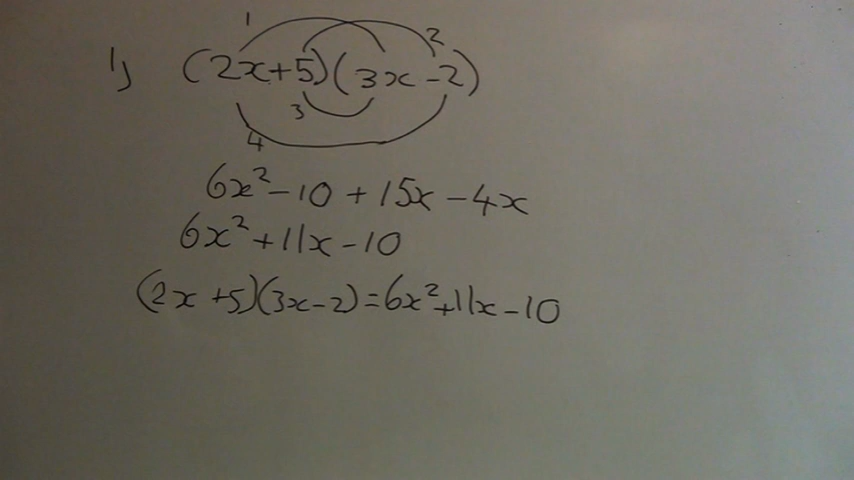 1 2
1) (2x+5)(3x-2)
3
4
6x²-10+15x-4x
6x²+11x-10
(2x+5)(3x-2)=6x²+11x-10